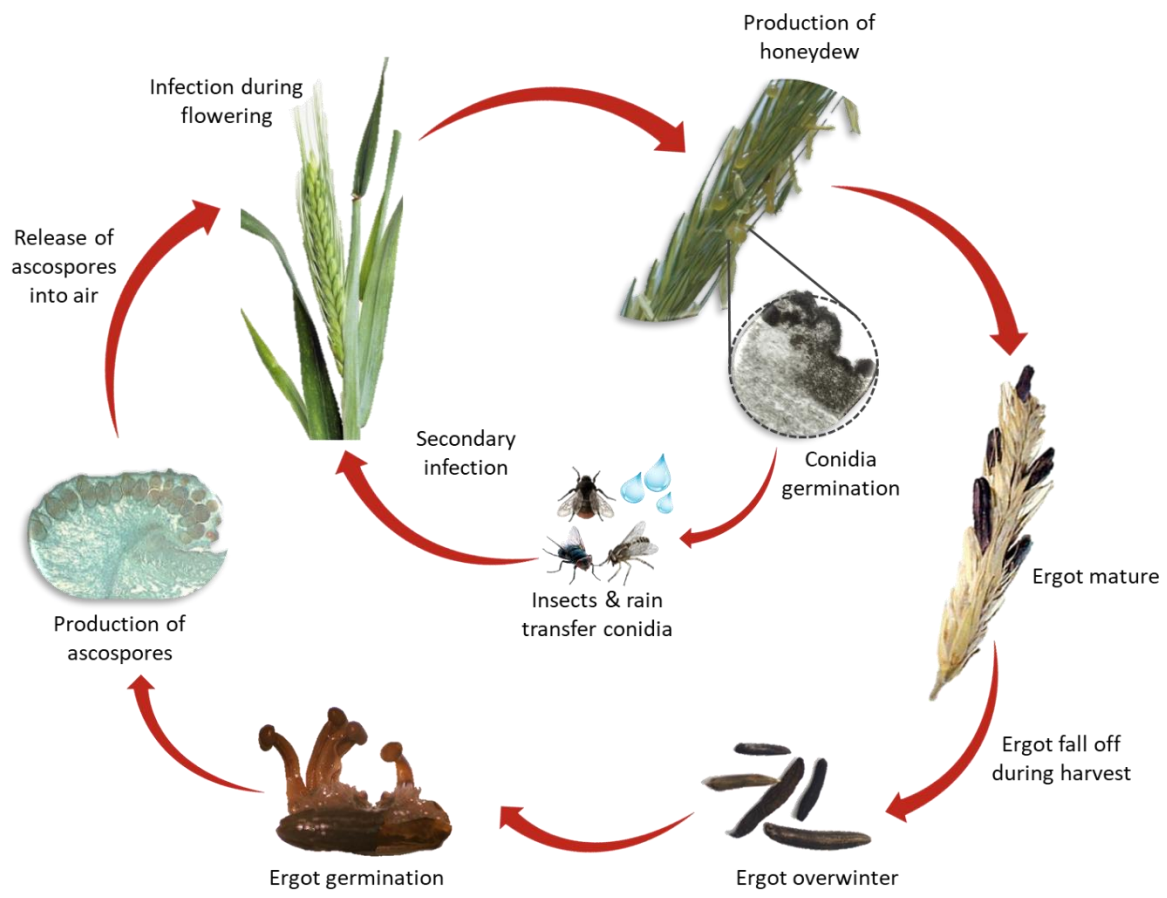 Production of
honeydew
Infection during
flowering
Release of
ascospores
into air
Secondary
infection
Conidia
germination
Ergot mature
Insects & rain
transfer conidia
Production of
ascospores
Ergot fall off
during harvest
Ergot germination
Ergot overwinter